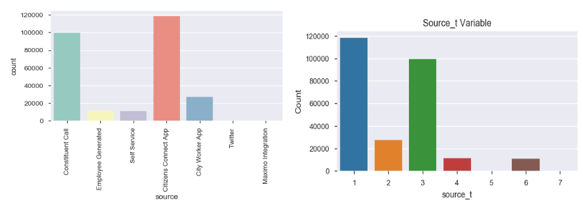 120000
100000
80000
60000
40000
20000
0
count
Constituent Call
Employee Generated
Self Service
Citizens Connect App
City Worker App
Twitter
Maximo Integration
source
Source_t Variable
120000
100000
80000
60000
40000
20000
0
Count
1 2 3 4 5 6 7
source_t